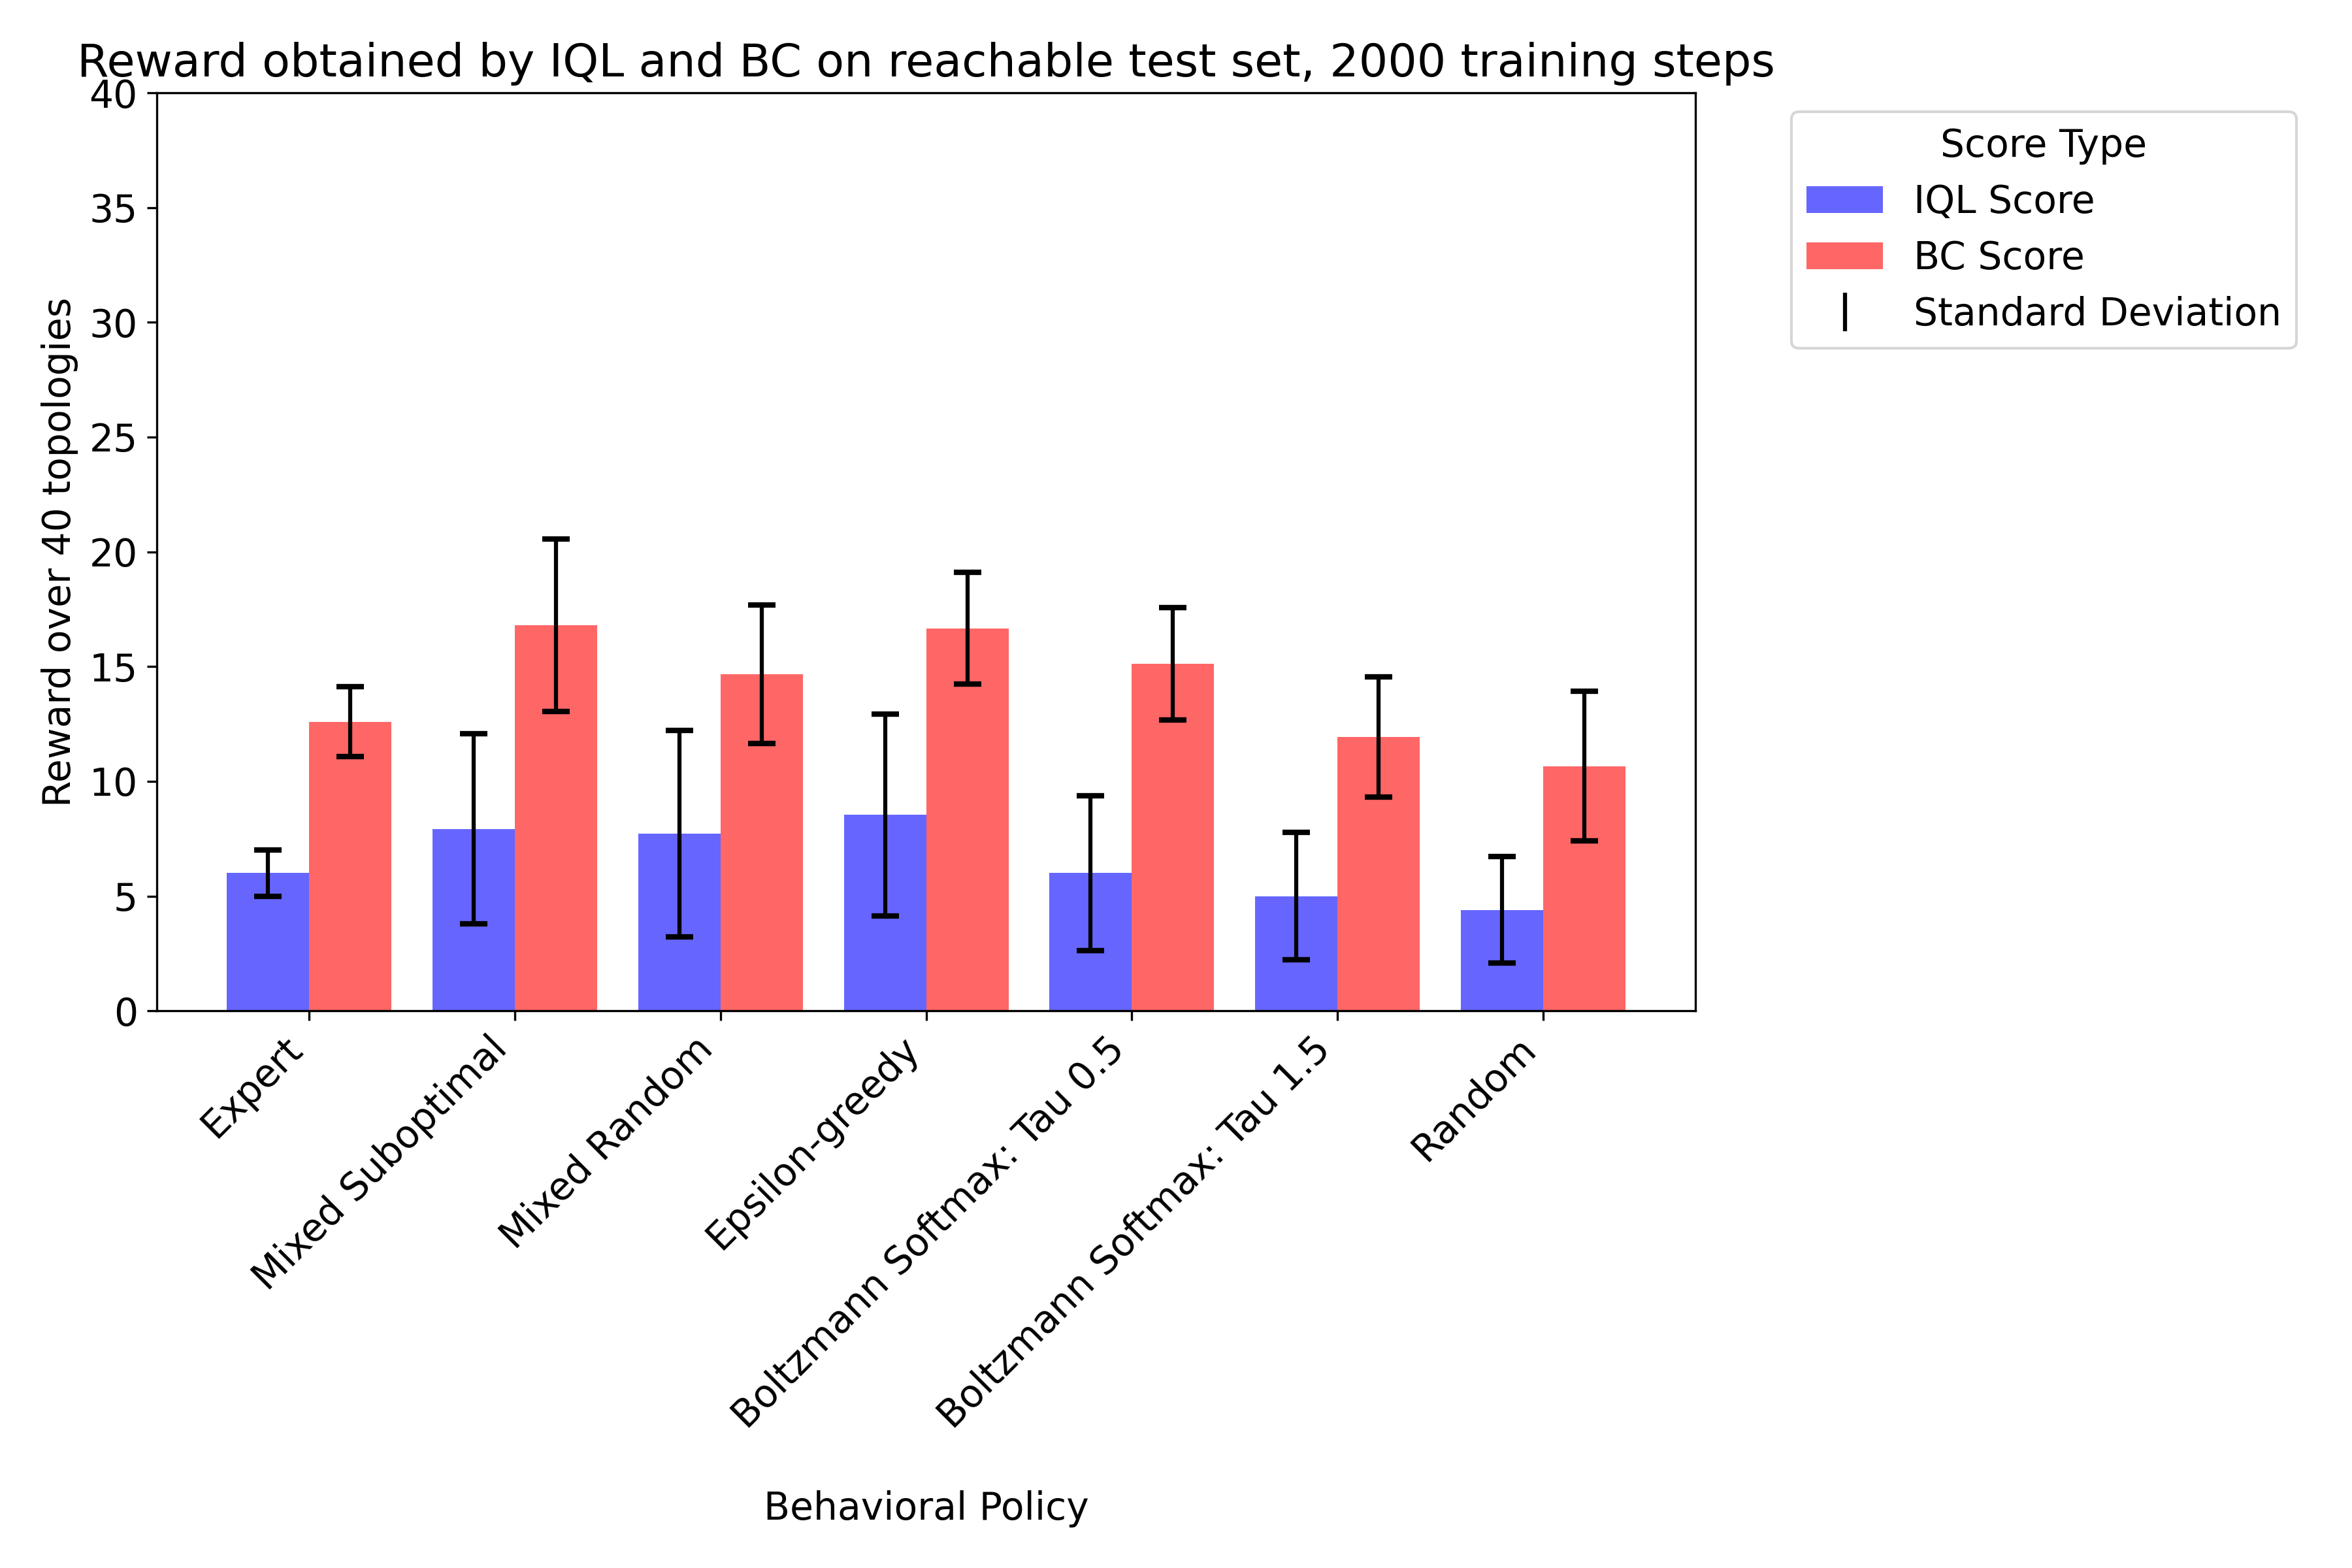 Reward obtained by IQL and BC on reachable test set, 2000 training steps
Score Type
IQL Score
BC Score
Standard Deviation
Reward over 40 topologies
40
35
30
25
20
15
10
5
0
Expert
Mixed Suboptimal
Mixed Random
Epsilon-greedy
Boltzmann Softmax: Tau 0.5
Boltzmann Softmax: Tau 1.5
Random
Behavioral Policy